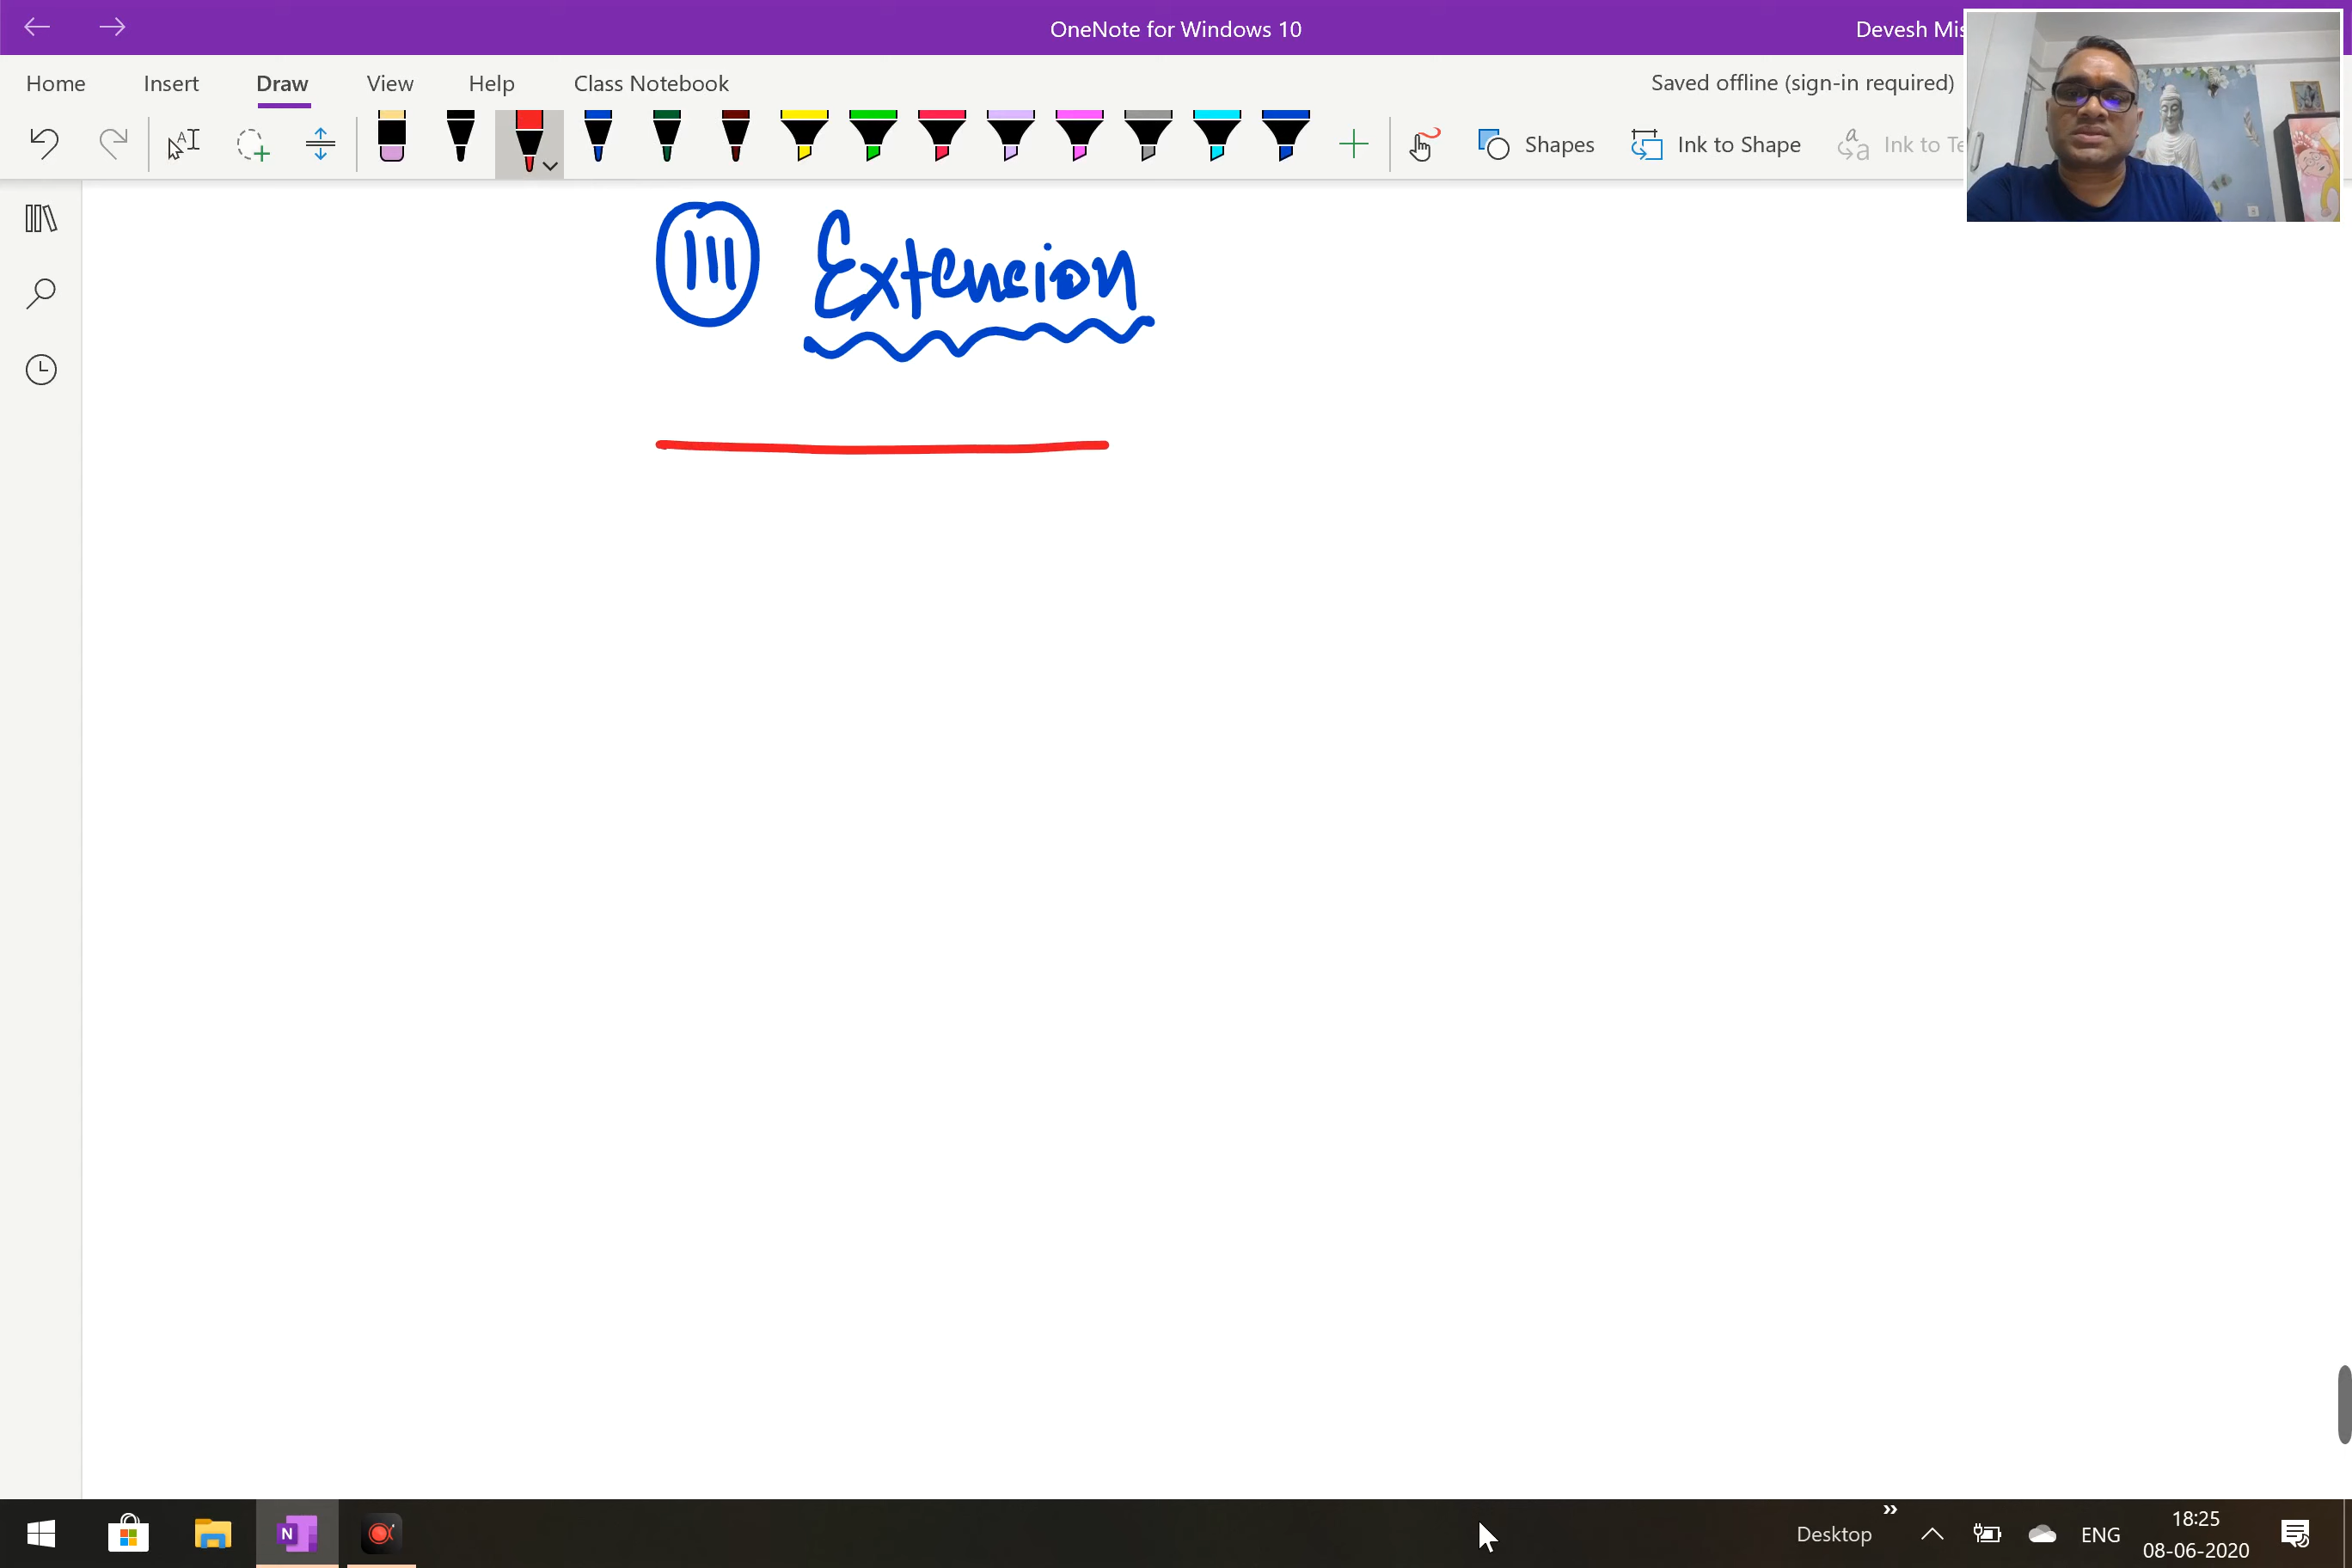 OneNote for Windows 10
Devesh Mis
Home Insert Draw View Help Class Notebook
Saved offline (sign-in required)
Shapes Ink to Shape Ink to Te
III Extension
Desktop
ENG
18:25
08-06-2020